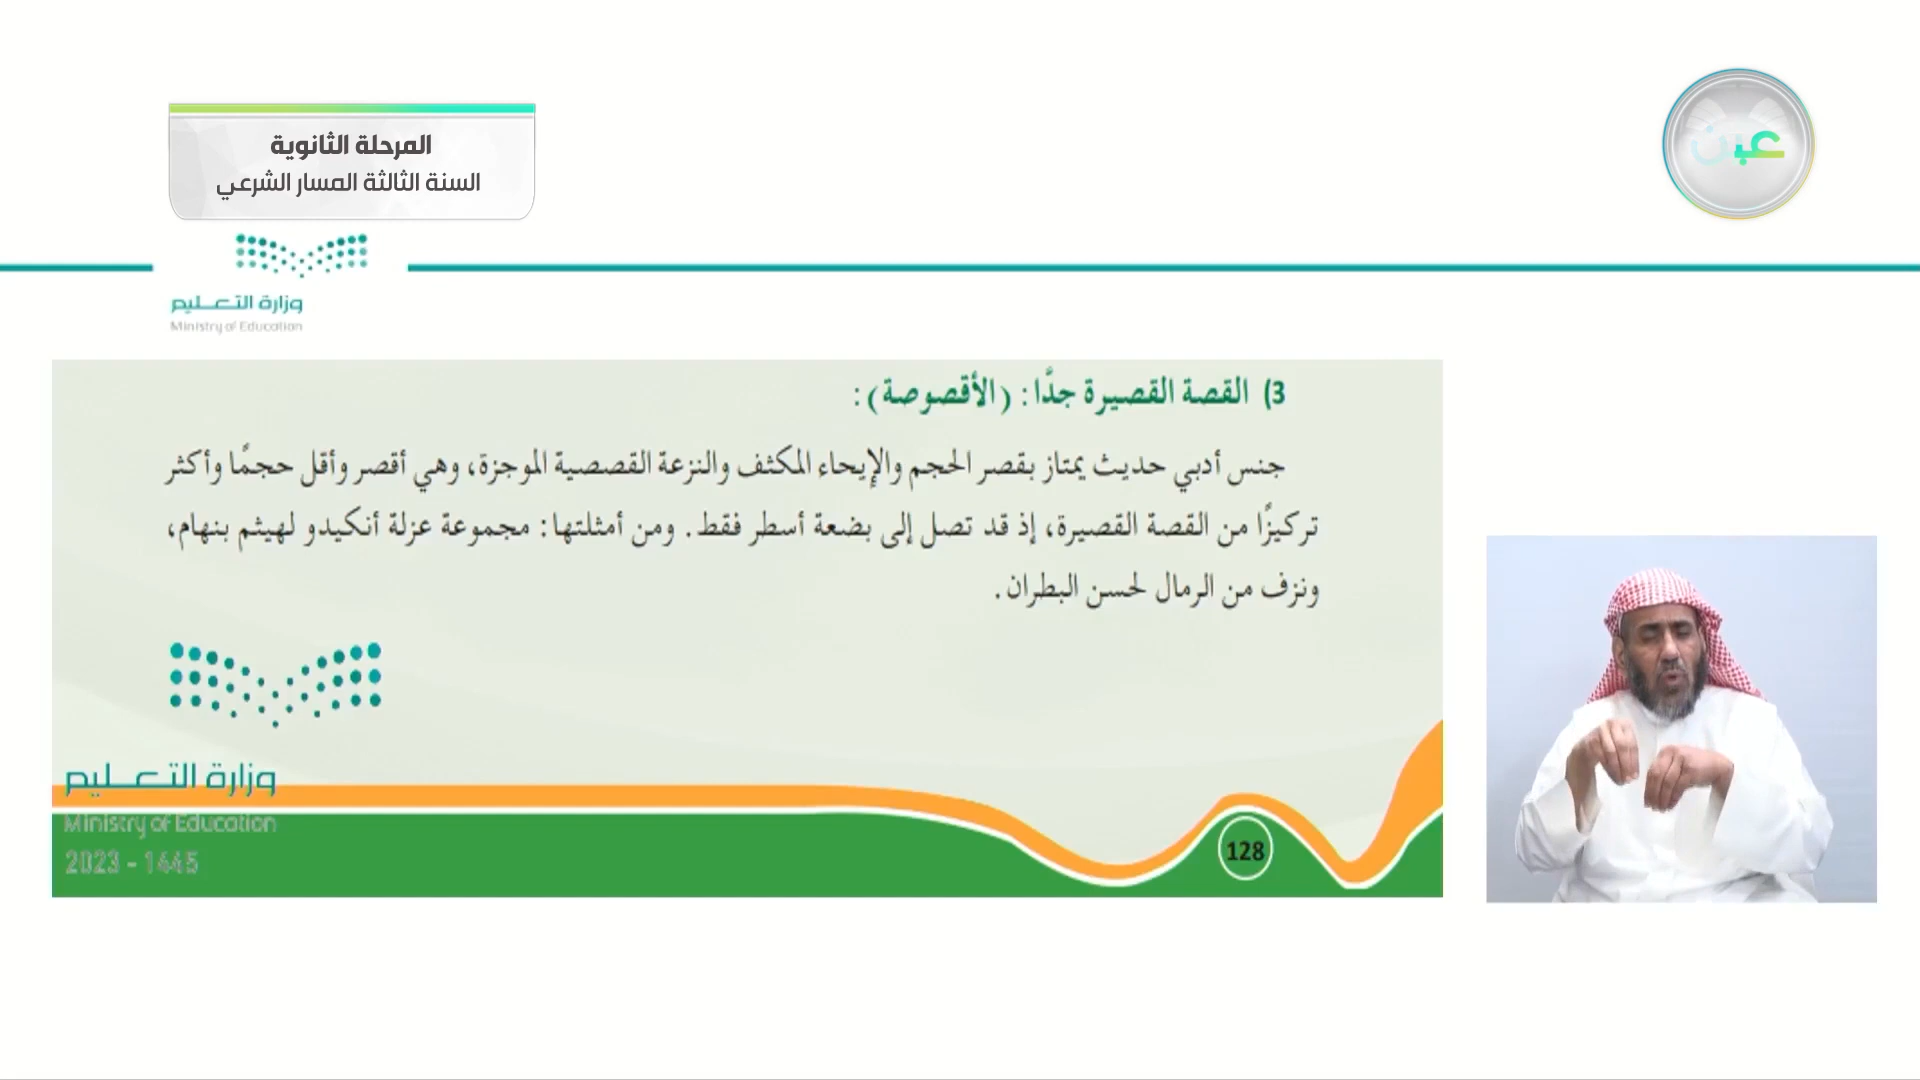 المرحلة الثانوية
السنة الثالثة المسار الشرعي
عين
وزارة التعـــليم
Ministry of Education
3) القصة القصيرة جدًّا: (الأقصوصة):
جنس أدبي حديث يمتاز بقصر الحجم والإيحاء المكثف والنزعة القصصية الموجزة، وهي أقصر وأقل حجمًا وأكثر
تركيزًا من القصة القصيرة، إذ قد تصل إلى بضعة أسطر فقط. ومن أمثلتها: مجموعة عزلة أنكيدو لهيثم بنهام،
ونزف من الرمال لحسن البطران.
وزارة التعـــليم
Ministry of Education
2023 - 1445
128